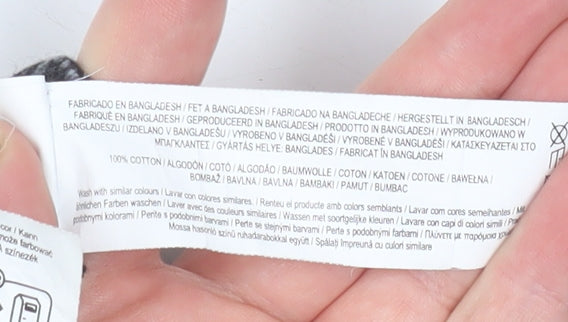 FABRICADO EN BANGLADESH / FET A BANGLADESH / FABRICADO NA BANGLADECHE / HERGESTELLT IN BANGLADESCH /
FABRIQUÉ EN BANGLADESH / GEPRODUCEERD IN BANGLADESH / PRODOTTO IN BANGLADESH / WYPRODUKOWANO W
BANGLADESZU / IZDELANO V BANGLADEŠU / VYROBENO V BANGLADÉŠI / VYROBENÉ V BANGLADÉŠI / ΚΑΤΑΣΚΕΥΑΖΕΤΑΙ ΣΤΟ
ΜΠΑΓΚΛΑΝΤΕΣ / GYÁRTÁS HELYE: BANGLADES / FABRICAT ÎN BANGLADESH
100% COTTON / ALGODÓN / COTÓ / ALGODÃO / BAUMWOLLE / COTON / KATOEN / COTONE / BAWEŁNA /
BOMBAŽ / BAVLNA / BAVLNA / ΒΑΜΒΑΚΙ / PAMUT / BUMBAC
Wash with similar colours / Lavar con colores similares. / Renteu el producte amb colors semblants / Lavar com cores semelhantes / Mit
ähnlichen Farben waschen / Laver avec des couleurs similaires / Wassen met soortgelijke kleuren / Lavare con capi di colori simili /
podobnymi kolorami / Perite s podobnimi barvami / Perte se stejnými barvami / Perte s podobnými farbami / Πλύνετε με παρόμοια
Mossa hasonló színű ruhadarabokkal együtt / Spălați împreună cu culori similare
olor / Kann
może farbować
A színezék